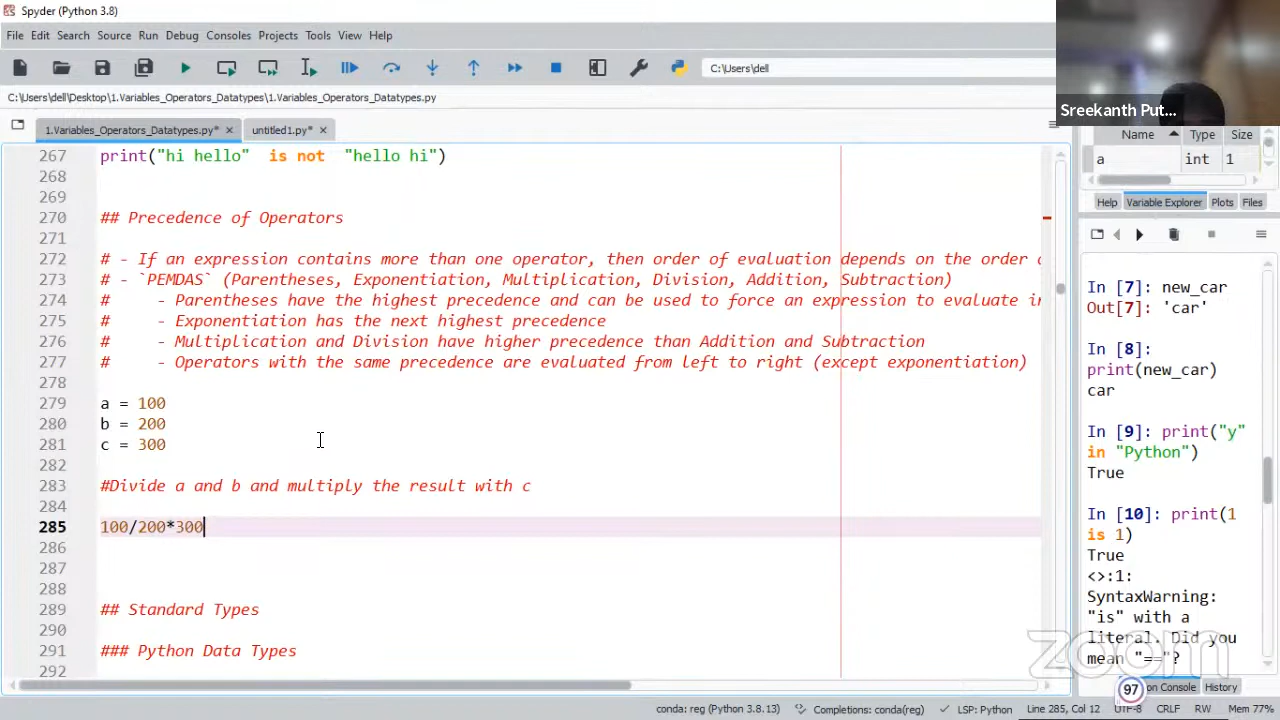 Spyder (Python 3.8)
File Edit Search Source Run Debug Consoles Projects Tools View Help
C:\Users\dell
C:\Users\dell\Desktop\1.Variables_Operators_Datatypes\1.Variables_Operators_Datatypes.py
1.Variables_Operators_Datatypes.py* untitled1.py*
267 print("hi hello" is not "hello hi")
268
269
270 ## Precedence of Operators
271
272 # - If an expression contains more than one operator, then order of evaluation depends on the order
273 # - `PEMDAS` (Parentheses, Exponentiation, Multiplication, Division, Addition, Subtraction)
274 # - Parentheses have the highest precedence and can be used to force an expression to evaluate
275 # - Exponentiation has the next highest precedence
276 # - Multiplication and Division have higher precedence than Addition and Subtraction
277 # - Operators with the same precedence are evaluated from left to right (except exponentiation)
278
279 a = 100
280 b = 200
281 c = 300
282
283 #Divide a and b and multiply the result with c
284
285 100/200*300
286
287
288
289 ## Standard Types
290
291 ### Python Data Types
292
Sreekanth Put...
Name Type Size
a int 1
Help Variable Explorer Plots Files
In [7]: new_car
Out[7]: 'car'
In [8]:
print(new_car)
car
In [9]: print("y"
in "Python")
True
In [10]: print(1
is 1)
True
<>:1:
SyntaxWarning:
"is" with a
literal. Did you
mean "=="?
zoom
97
on Console History
conda: reg (Python 3.8.13) Completions: conda(reg) LSP: Python Line 285, Col 12 UTF-8 CRLF RW Mem 77%